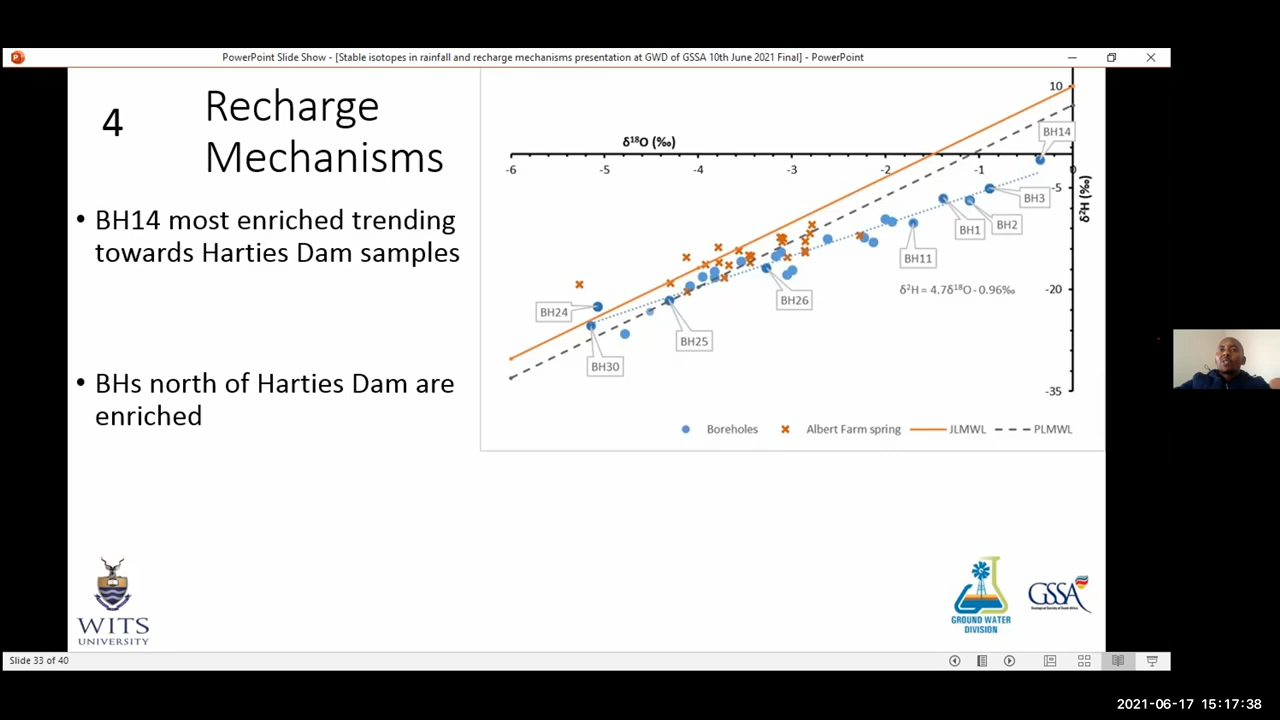 PowerPoint Slide Show - [Stable isotopes in rainfall and recharge mechanisms presentation at GWD of GSSA 10th June 2021 Final] - PowerPoint
4
Recharge
Mechanisms
• BH14 most enriched trending
towards Harties Dam samples
• BHs north of Harties Dam are
enriched
δ¹⁸O (‰)
-6
-5
-4
-3
-2
-1
0
10
-5
-20
-35
δ²H (‰)
BH14
BH3
BH2
BH1
BH11
δ²H = 4.7δ¹⁸O - 0.96‰
BH26
BH24
BH25
BH30
Boreholes
Albert Farm spring
JLMWL
PLMWL
WITS
UNIVERSITY
GROUND WATER
DIVISION
GSSA
Slide 33 of 40
2021-06-17 15:17:38